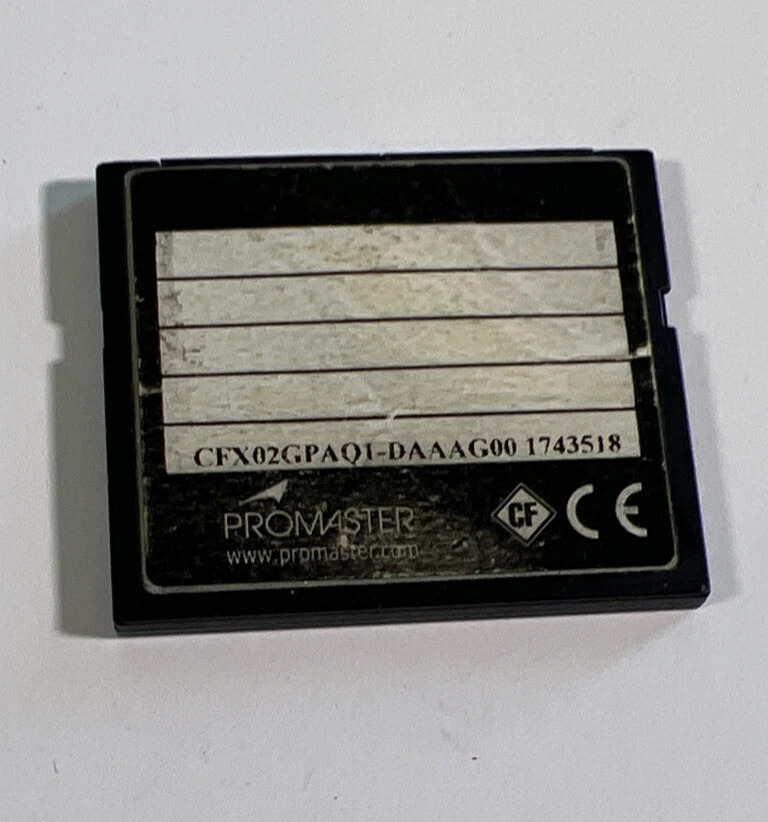 CFX02GPAQ1-DAAAG00 1743518
PROMASTER
www.promaster.com
CF CE